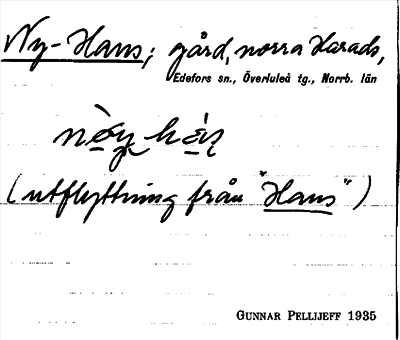 Ny-Hans; gård, norra Harads,
Edefors sn., Överluleå tg., Norrb. län
(utflyttning från "Hans")
GUNNAR PELLIJEFF 1935